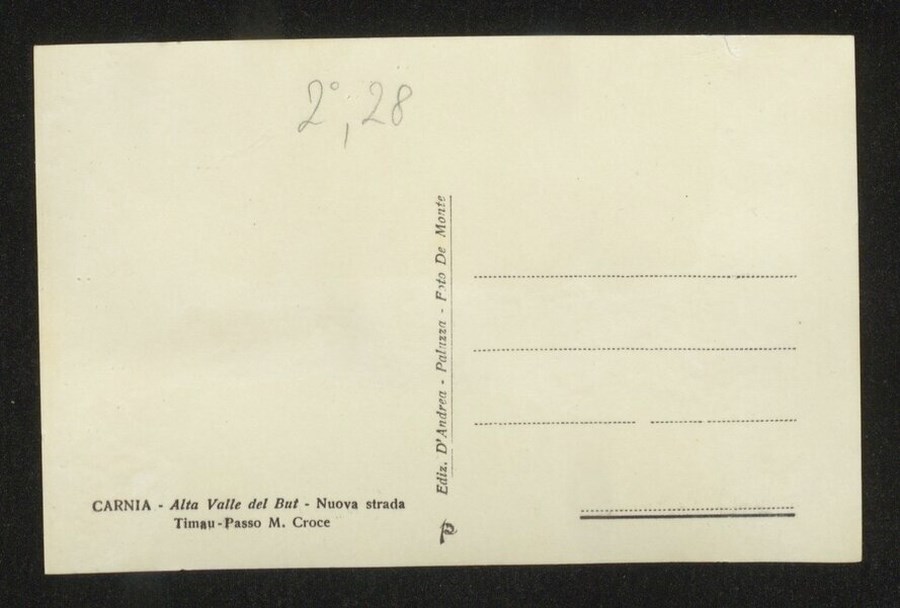 2°, 28
CARNIA - Alta Valle del But - Nuova strada
Timau-Passo M. Croce
Ediz. D'Andrea - Paluzza - Foto De Monte